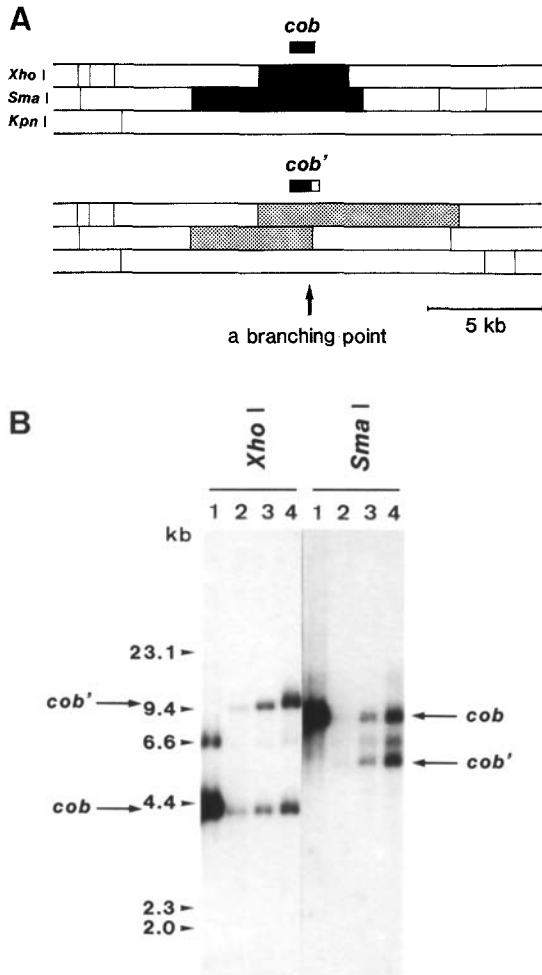 A
cob
Xho I
Sma I
Kpn I
cob'
a branching point
5 kb
B
Xho I
Sma I
1 2 3 4 1 2 3 4
kb
23.1
cob' 9.4 cob
6.6
cob'
cob 4.4
2.3
2.0